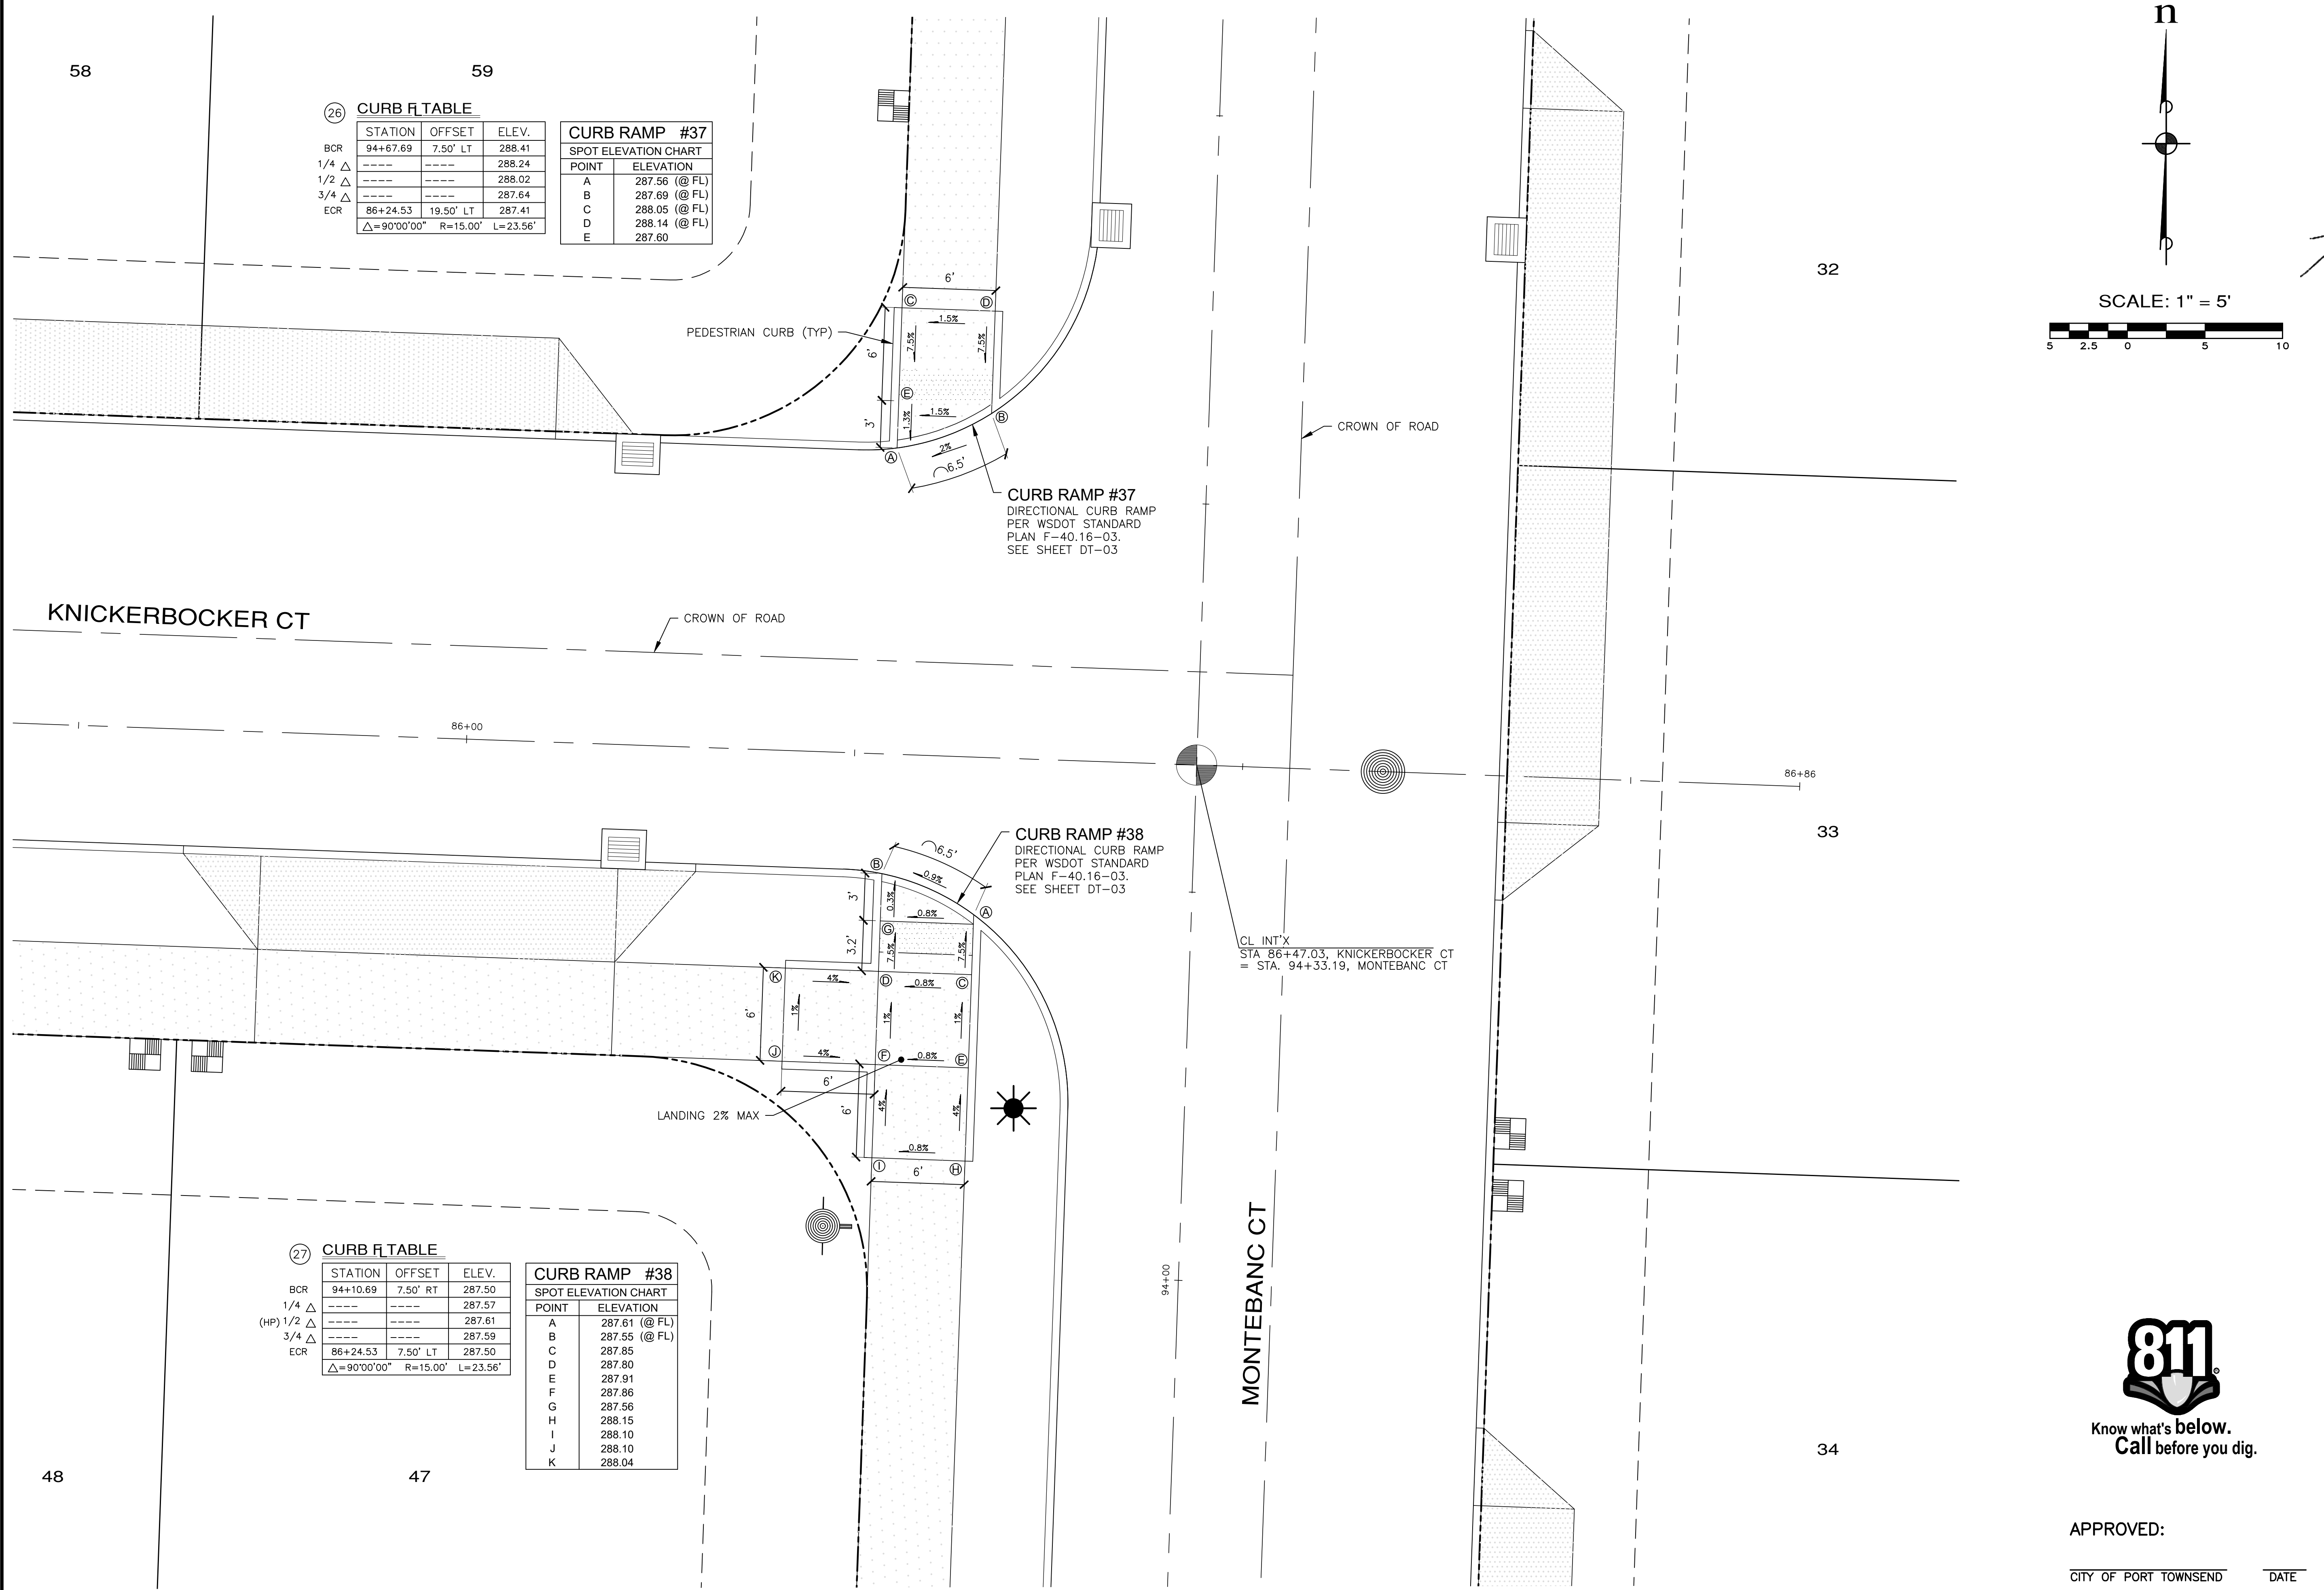 n
SCALE: 1" = 5'
5 2.5 0 5 10
58
59
26 CURB FL TABLE
STATION OFFSET ELEV.
BCR 94+67.69 7.50' LT 288.41
1/4 △ ---- ---- 288.24
1/2 △ ---- ---- 288.02
3/4 △ ---- ---- 287.64
ECR 86+24.53 19.50' LT 287.41
△=90°00'00" R=15.00' L=23.56'
CURB RAMP #37
SPOT ELEVATION CHART
POINT ELEVATION
A 287.56 (@ FL)
B 287.69 (@ FL)
C 288.05 (@ FL)
D 288.14 (@ FL)
E 287.60
32
6'
C D
PEDESTRIAN CURB (TYP)
1.5%
7.5% 7.5%
6'
E
1.3%
1.5%
3'
B
A
2%
6.5'
CROWN OF ROAD
CURB RAMP #37
DIRECTIONAL CURB RAMP
PER WSDOT STANDARD
PLAN F-40.16-03.
SEE SHEET DT-03
KNICKERBOCKER CT
CROWN OF ROAD
86+00
86+86
33
CURB RAMP #38
DIRECTIONAL CURB RAMP
PER WSDOT STANDARD
PLAN F-40.16-03.
SEE SHEET DT-03
6.5'
B
0.9%
3'
0.3%
0.8%
A
G
3.2'
7.5% 7.5%
K
4%
D 0.8% C
6'
1% 1% 1%
J 4% F 0.8% E
6'
6'
4% 4%
LANDING 2% MAX
0.8%
I 6' H
CL INT'X
STA 86+47.03, KNICKERBOCKER CT
= STA. 94+33.19, MONTEBANC CT
94+00
MONTEBANC CT
27 CURB FL TABLE
STATION OFFSET ELEV.
BCR 94+10.69 7.50' RT 287.50
1/4 △ ---- ---- 287.57
(HP) 1/2 △ ---- ---- 287.61
3/4 △ ---- ---- 287.59
ECR 86+24.53 7.50' LT 287.50
△=90°00'00" R=15.00' L=23.56'
CURB RAMP #38
SPOT ELEVATION CHART
POINT ELEVATION
A 287.61 (@ FL)
B 287.55 (@ FL)
C 287.85
D 287.80
E 287.91
F 287.86
G 287.56
H 288.15
I 288.10
J 288.10
K 288.04
48
47
34
811
Know what's below.
Call before you dig.
APPROVED:
CITY OF PORT TOWNSEND DATE